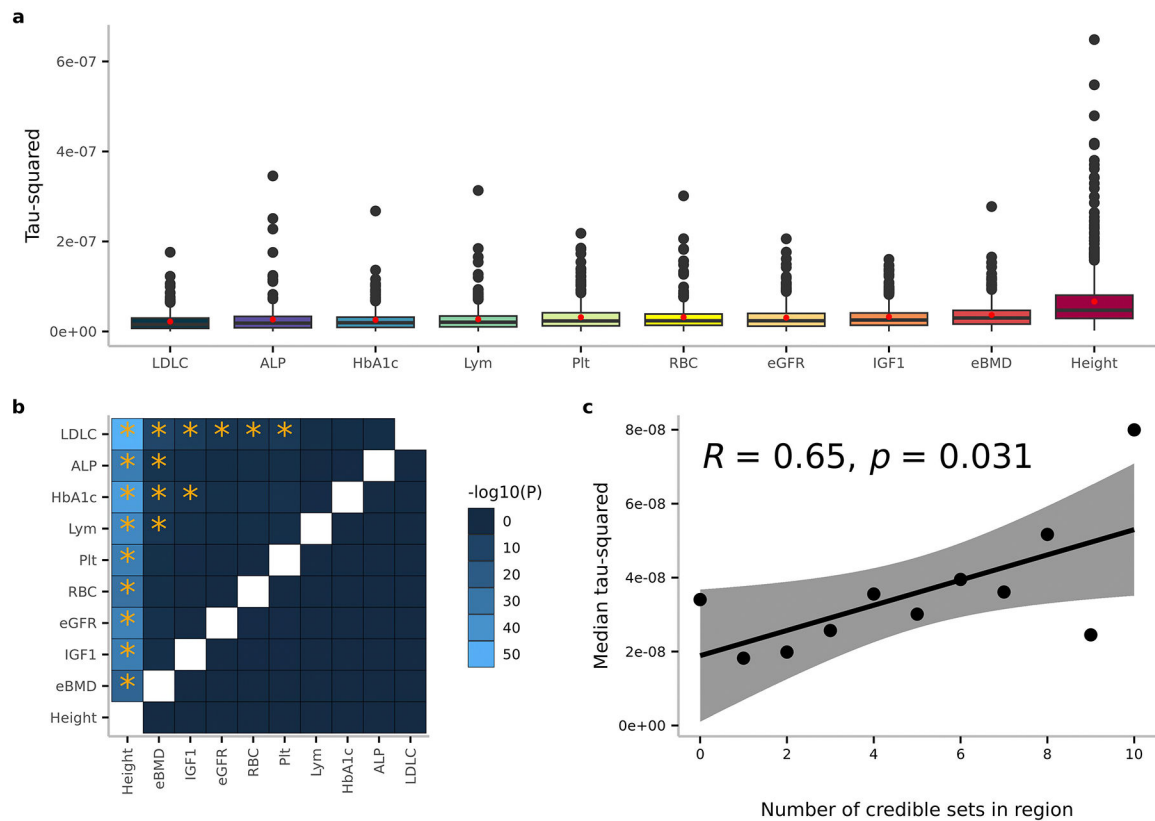 a
Tau-squared
6e-07
4e-07
2e-07
0e+00
LDLC ALP HbA1c Lym Plt RBC eGFR IGF1 eBMD Height
b
LDLC * * * * * *
ALP * *
HbA1c * * *
Lym * *
Plt *
RBC *
eGFR *
IGF1 *
eBMD *
Height
Height eBMD IGF1 eGFR RBC Plt Lym HbA1c ALP LDLC
-log10(P)
0
10
20
30
40
50
c
R = 0.65, p = 0.031
Median tau-squared
8e-08
6e-08
4e-08
2e-08
0e+00
0 2 4 6 8 10
Number of credible sets in region